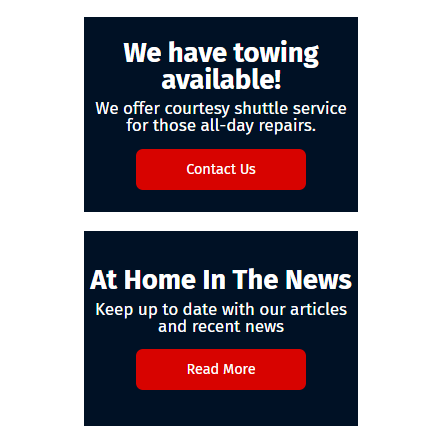 We have towing
available!
We offer courtesy shuttle service
for those all-day repairs.
Contact Us
At Home In The News
Keep up to date with our articles
and recent news
Read More